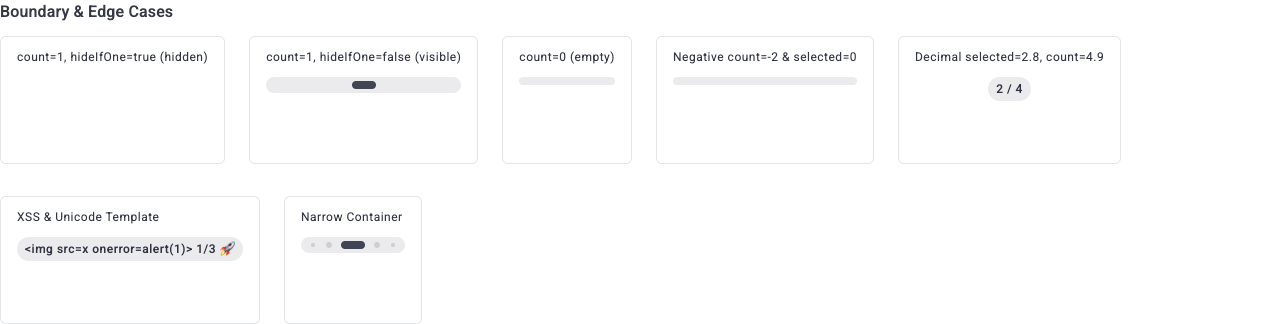 Boundary & Edge Cases
count=1, hideIfOne=true (hidden)
count=1, hideIfOne=false (visible)
count=0 (empty)
Negative count=-2 & selected=0
Decimal selected=2.8, count=4.9
2 / 4
XSS & Unicode Template
<img src=x onerror=alert(1)> 1/3 🚀
Narrow Container